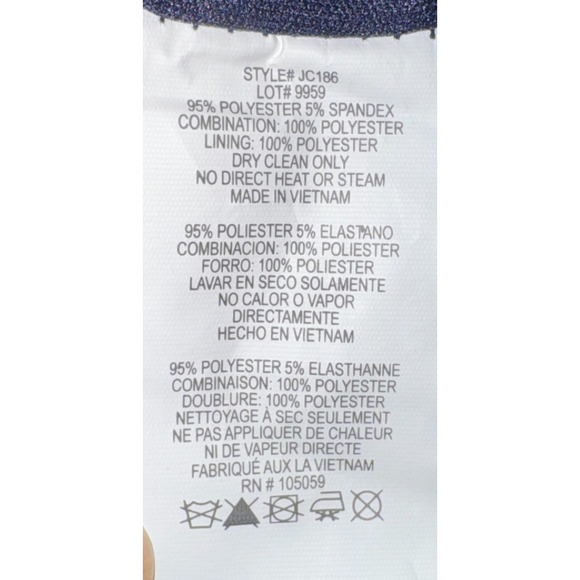 STYLE# JC186
LOT# 9959
95% POLYESTER 5% SPANDEX
COMBINATION: 100% POLYESTER
LINING: 100% POLYESTER
DRY CLEAN ONLY
NO DIRECT HEAT OR STEAM
MADE IN VIETNAM
95% POLIESTER 5% ELASTANO
COMBINACION: 100% POLIESTER
FORRO: 100% POLIESTER
LAVAR EN SECO SOLAMENTE
NO CALOR O VAPOR
DIRECTAMENTE
HECHO EN VIETNAM
95% POLYESTER 5% ELASTHANNE
COMBINAISON: 100% POLYESTER
DOUBLURE: 100% POLYESTER
NETTOYAGE À SEC SEULEMENT
NE PAS APPLIQUER DE CHALEUR
NI DE VAPEUR DIRECTE
FABRIQUÉ AUX LA VIETNAM
RN # 105059